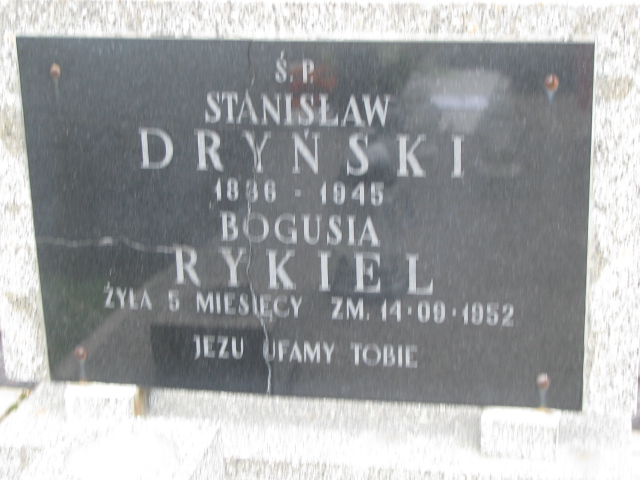 Ś. P.
STANISŁAW
DRYŃSKI
1886 - 1945
BOGUSIA
RYKIEL
ŻYŁA 5 MIESIĘCY ZM. 14·09·1952
JEZU UFAMY TOBIE